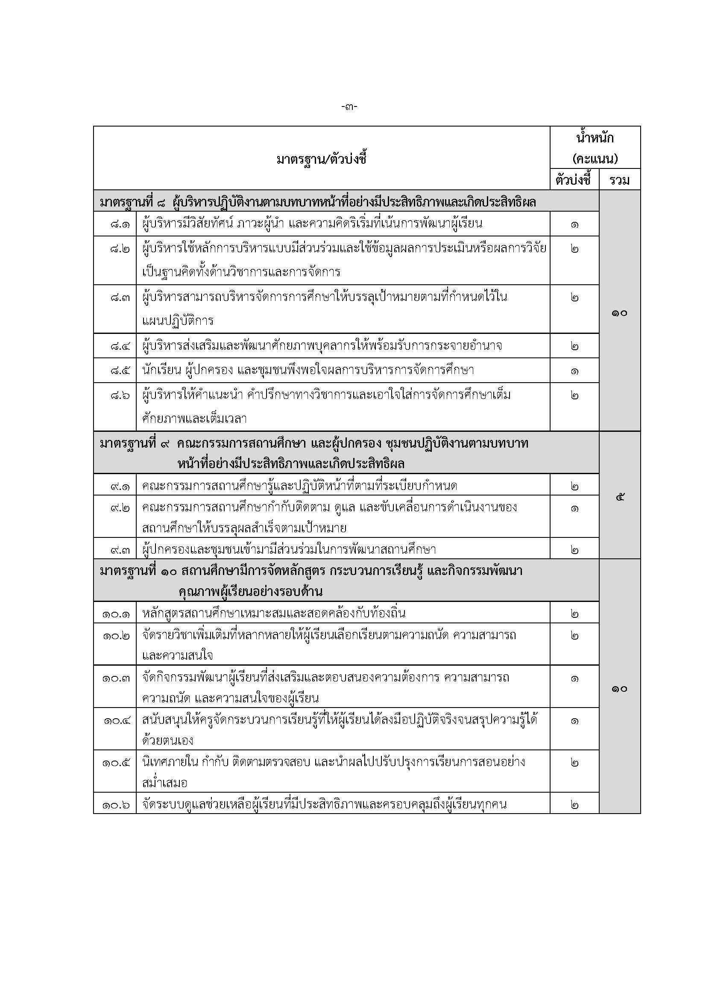 -๓-
มาตรฐาน/ตัวบ่งชี้
น้ำหนัก
(คะแนน)
ตัวบ่งชี้ รวม
มาตรฐานที่ ๘ ผู้บริหารปฏิบัติงานตามบทบาทหน้าที่อย่างมีประสิทธิภาพและเกิดประสิทธิผล
๘.๑ ผู้บริหารมีวิสัยทัศน์ ภาวะผู้นำ และความคิดริเริ่มที่เน้นการพัฒนาผู้เรียน ๑
๘.๒ ผู้บริหารใช้หลักการบริหารแบบมีส่วนร่วมและใช้ข้อมูลผลการประเมินหรือผลการวิจัย ๒
เป็นฐานคิดทั้งด้านวิชาการและการจัดการ
๘.๓ ผู้บริหารสามารถบริหารจัดการการศึกษาให้บรรลุเป้าหมายตามที่กำหนดไว้ใน ๒
๑๐
แผนปฏิบัติการ
๘.๔ ผู้บริหารส่งเสริมและพัฒนาศักยภาพบุคลากรให้พร้อมรับการกระจายอำนาจ ๒
๘.๕ นักเรียน ผู้ปกครอง และชุมชนพึงพอใจผลการบริหารการจัดการศึกษา ๑
๘.๖ ผู้บริหารให้คำแนะนำ คำปรึกษาทางวิชาการและเอาใจใส่การจัดการศึกษาเต็ม ๒
ศักยภาพและเต็มเวลา
มาตรฐานที่ ๙ คณะกรรมการสถานศึกษา และผู้ปกครอง ชุมชนปฏิบัติงานตามบทบาท
หน้าที่อย่างมีประสิทธิภาพและเกิดประสิทธิผล
๙.๑ คณะกรรมการสถานศึกษารู้และปฏิบัติหน้าที่ตามที่ระเบียบกำหนด ๒
๕
๙.๒ คณะกรรมการสถานศึกษากำกับติดตาม ดูแล และขับเคลื่อนการดำเนินงานของ ๑
สถานศึกษาให้บรรลุผลสำเร็จตามเป้าหมาย
๙.๓ ผู้ปกครองและชุมชนเข้ามามีส่วนร่วมในการพัฒนาสถานศึกษา ๒
มาตรฐานที่ ๑๐ สถานศึกษามีการจัดหลักสูตร กระบวนการเรียนรู้ และกิจกรรมพัฒนา
คุณภาพผู้เรียนอย่างรอบด้าน
๑๐.๑ หลักสูตรสถานศึกษาเหมาะสมและสอดคล้องกับท้องถิ่น ๒
๑๐.๒ จัดรายวิชาเพิ่มเติมที่หลากหลายให้ผู้เรียนเลือกเรียนตามความถนัด ความสามารถ ๒
และความสนใจ
๑๐.๓ จัดกิจกรรมพัฒนาผู้เรียนที่ส่งเสริมและตอบสนองความต้องการ ความสามารถ ๑
๑๐
ความถนัด และความสนใจของผู้เรียน
๑๐.๔ สนับสนุนให้ครูจัดกระบวนการเรียนรู้ที่ให้ผู้เรียนได้ลงมือปฏิบัติจริงจนสรุปความรู้ได้ ๑
ด้วยตนเอง
๑๐.๕ นิเทศภายใน กำกับ ติดตามตรวจสอบ และนำผลไปปรับปรุงการเรียนการสอนอย่าง ๒
สม่ำเสมอ
๑๐.๖ จัดระบบดูแลช่วยเหลือผู้เรียนที่มีประสิทธิภาพและครอบคลุมถึงผู้เรียนทุกคน ๒